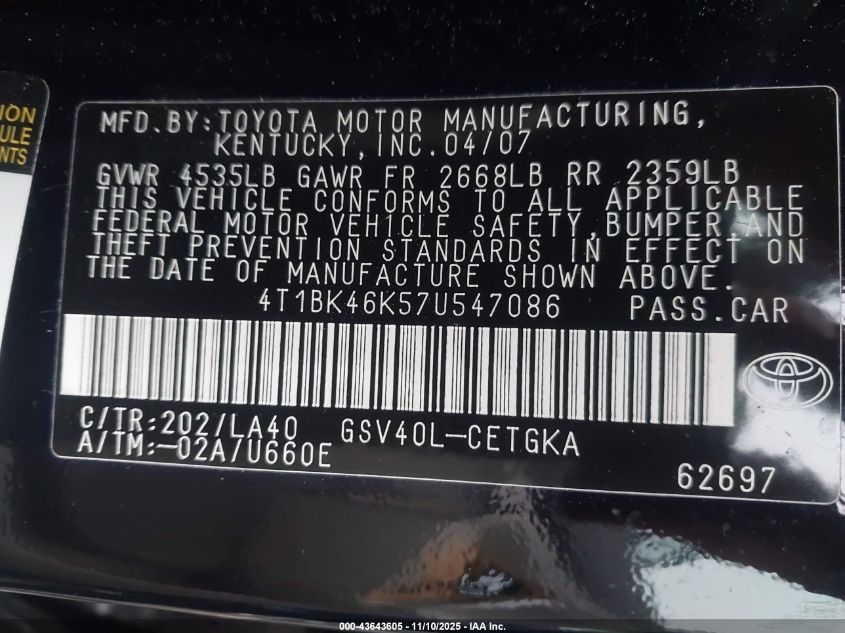 ION
ULE
NTS
MFD.BY:TOYOTA MOTOR MANUFACTURING,
KENTUCKY,INC.04/07
GVWR 4535LB GAWR FR 2668LB RR 2359LB
THIS VEHICLE CONFORMS TO ALL APPLICABLE
FEDERAL MOTOR VEHICLE SAFETY,BUMPER,AND
THEFT PREVENTION STANDARDS IN EFFECT ON
THE DATE OF MANUFACTURE SHOWN ABOVE.
4T1BK46K57U547086 PASS.CAR
C/TR:202/LA40 GSV40L-CETGKA
A/TM:-02A/U660E
62697
000-43643605 - 11/10/2025 - IAA Inc.